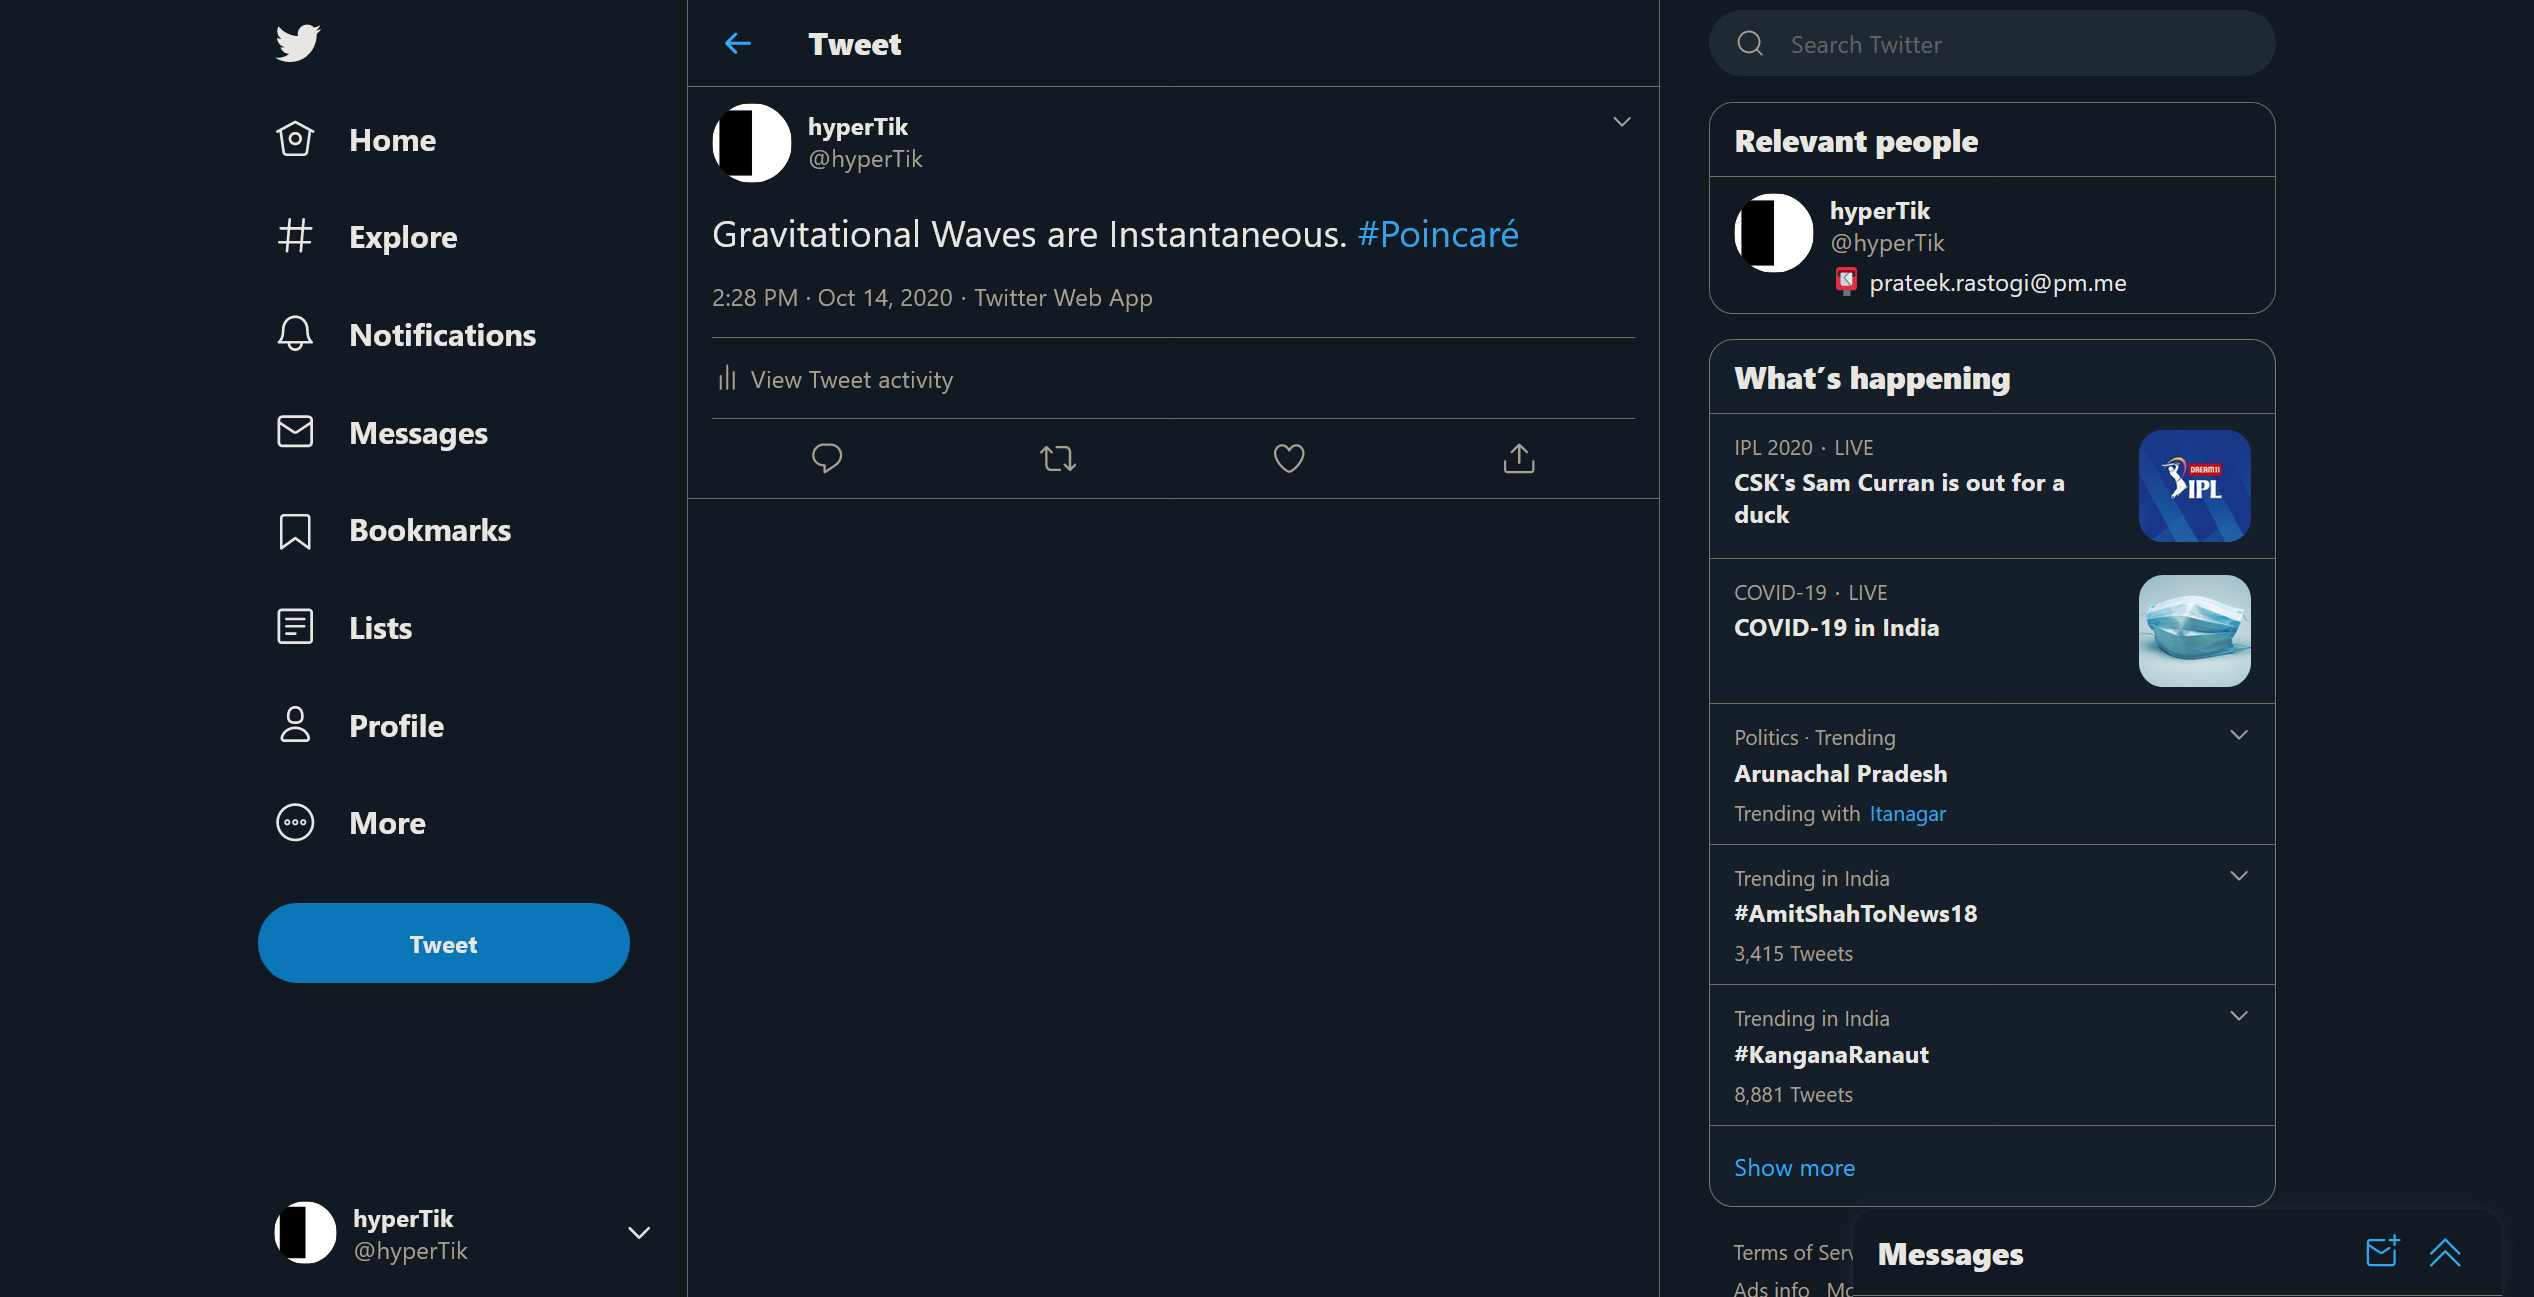 Home
Explore
Notifications
Messages
Bookmarks
Lists
Profile
More
Tweet
hyperTik
@hyperTik
Tweet
hyperTik
@hyperTik
Gravitational Waves are Instantaneous. #Poincaré
2:28 PM · Oct 14, 2020 · Twitter Web App
View Tweet activity
Search Twitter
Relevant people
hyperTik
@hyperTik
prateek.rastogi@pm.me
What’s happening
IPL 2020 · LIVE
CSK's Sam Curran is out for a
duck
DREAM11
IPL
COVID-19 · LIVE
COVID-19 in India
Politics · Trending
Arunachal Pradesh
Trending with Itanagar
Trending in India
#AmitShahToNews18
3,415 Tweets
Trending in India
#KanganaRanaut
8,881 Tweets
Show more
Terms of Serv
Ads info Mo
Messages